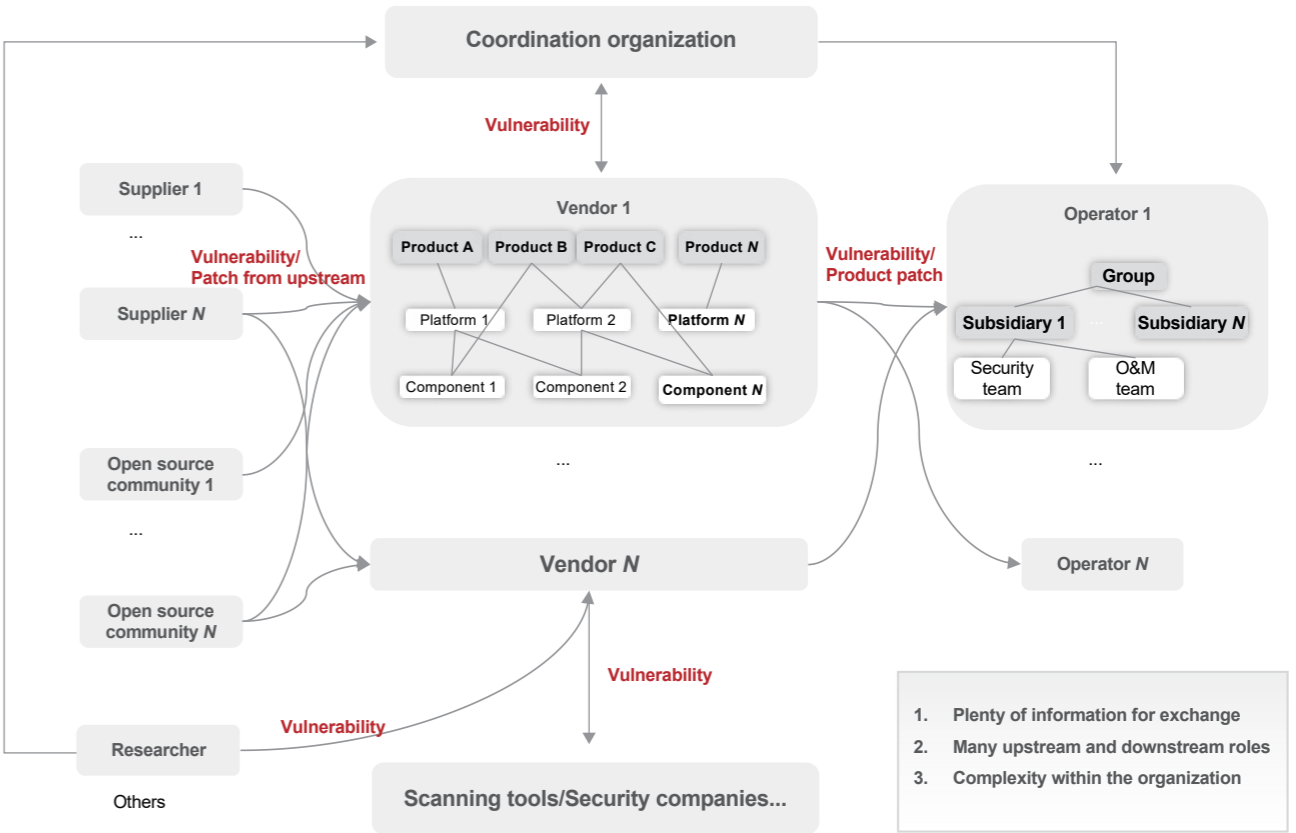 Coordination organization
Vulnerability
Supplier 1
...
Vulnerability/
Patch from upstream
Supplier N
Open source
community 1
...
Open source
community N
Researcher
Others
Vendor 1
Product A
Product B
Product C
Product N
Platform 1
Platform 2
Platform N
Component 1
Component 2
Component N
...
Vendor N
Vulnerability
Vulnerability
Scanning tools/Security companies...
Vulnerability/
Product patch
Operator 1
Group
Subsidiary 1
...
Subsidiary N
Security
team
O&M
team
...
Operator N
1. Plenty of information for exchange
2. Many upstream and downstream roles
3. Complexity within the organization